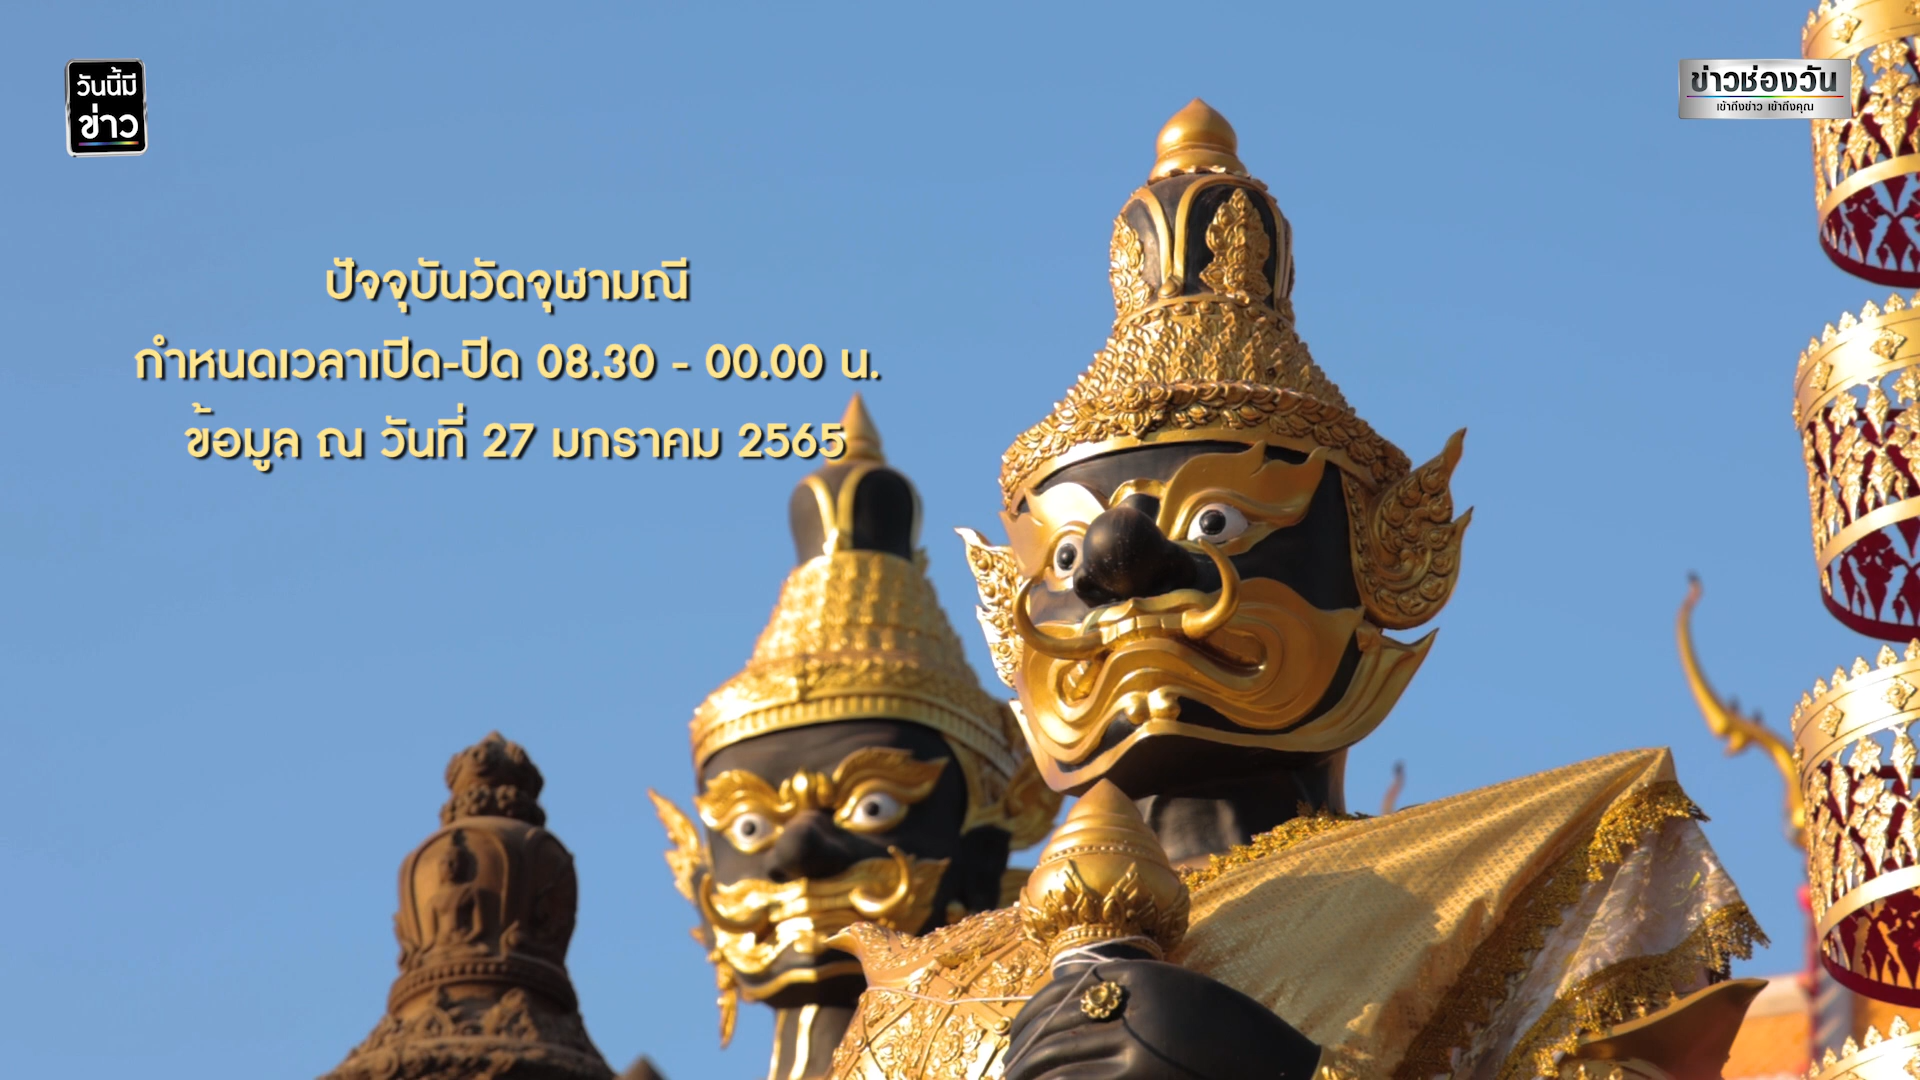 วันนี้มี
ข่าว
ข่าวช่องวัน
เข้าถึงข่าว เข้าถึงคุณ
ปัจจุบันวัดจุฬามณี
กำหนดเวลาเปิด-ปิด 08.30 - 00.00 น.
ข้อมูล ณ วันที่ 27 มกราคม 2565